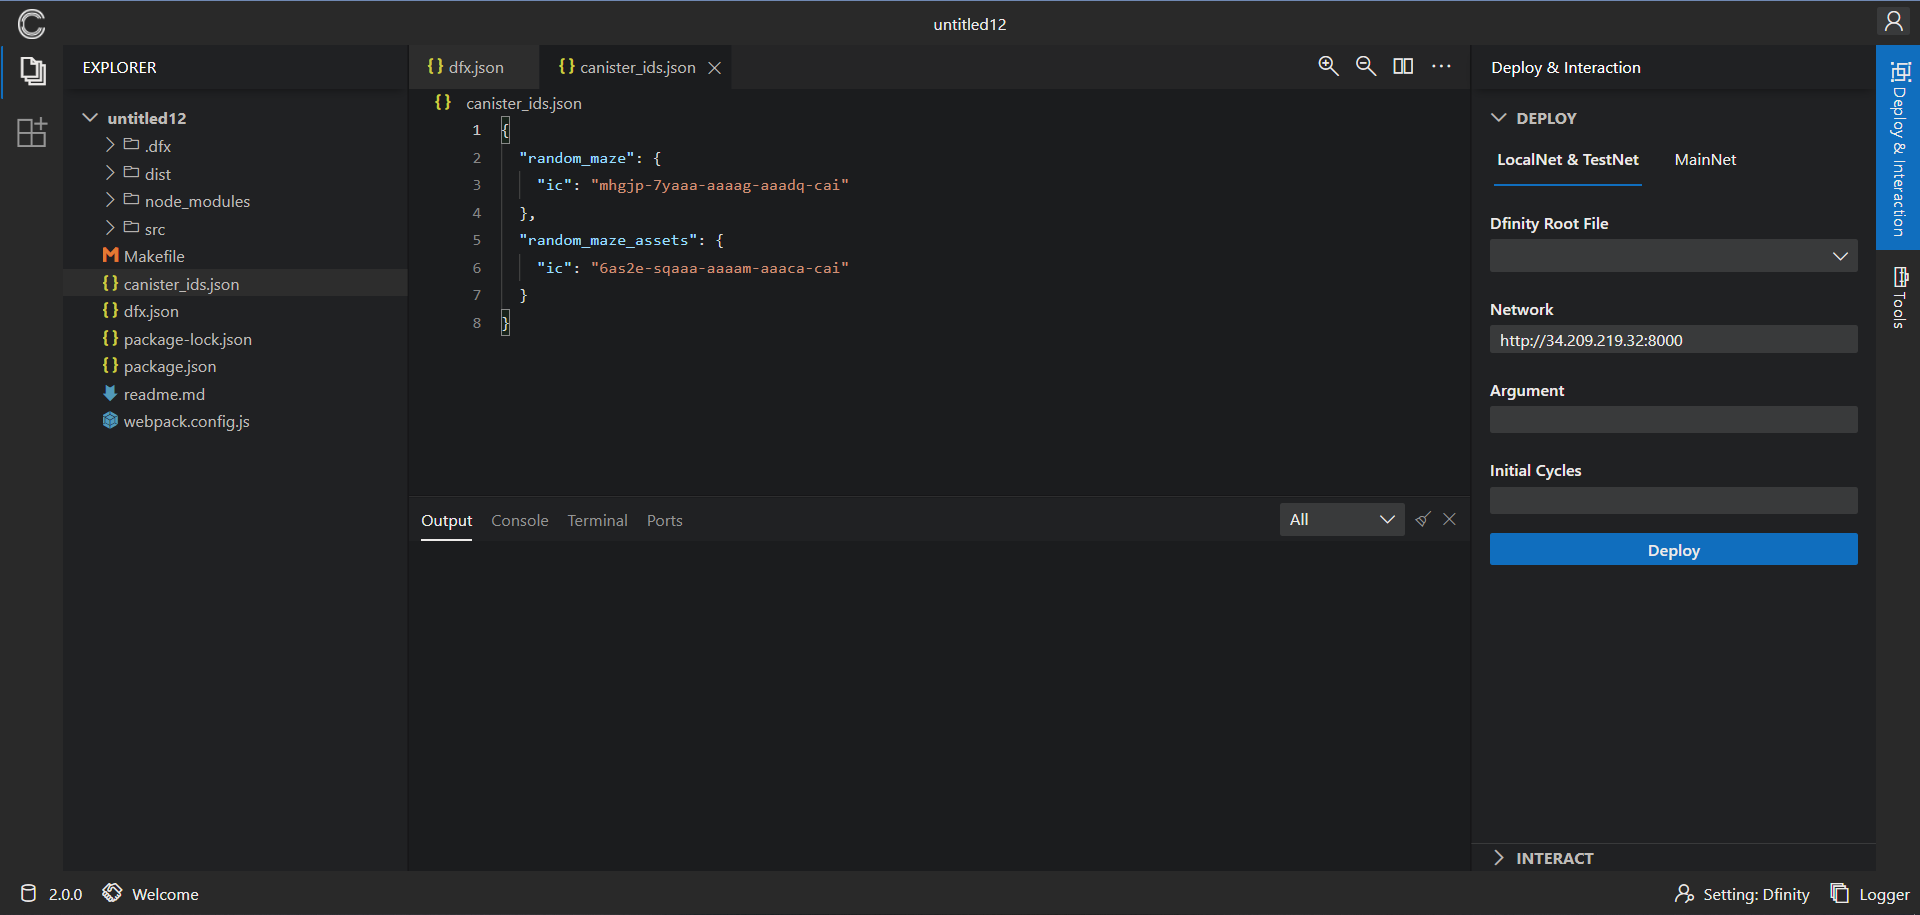 untitled12
EXPLORER
untitled12
.dfx
dist
node_modules
src
Makefile
canister_ids.json
dfx.json
package-lock.json
package.json
readme.md
webpack.config.js
dfx.json
canister_ids.json
canister_ids.json
1 {
2 "random_maze": {
3 "ic": "mhgjp-7yaaa-aaaag-aaadq-cai"
4 },
5 "random_maze_assets": {
6 "ic": "6as2e-sqaaa-aaaam-aaaca-cai"
7 }
8 }
Output Console Terminal Ports
All
Deploy & Interaction
DEPLOY
LocalNet & TestNet MainNet
Dfinity Root File
Network
http://34.209.219.32:8000
Argument
Initial Cycles
Deploy
INTERACT
Deploy & Interaction
Tools
2.0.0 Welcome
Setting: Dfinity Logger